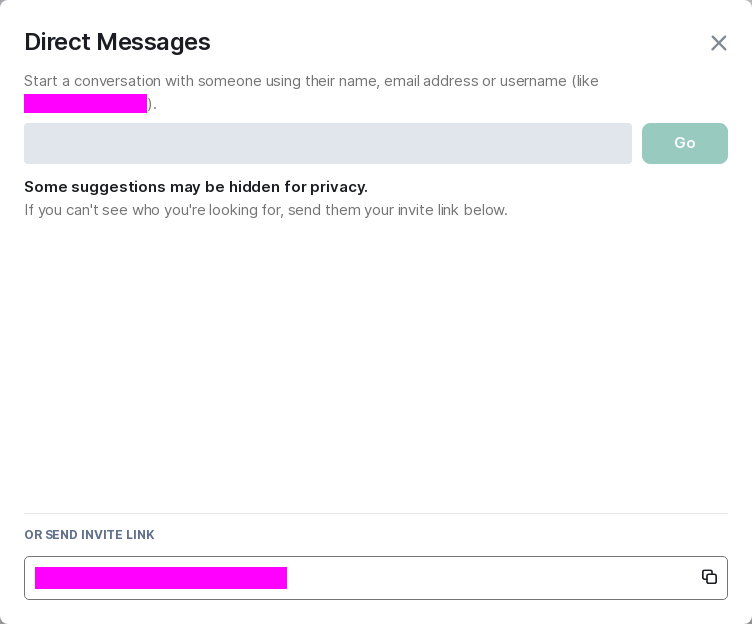 Direct Messages
Start a conversation with someone using their name, email address or username (like
).
Go
Some suggestions may be hidden for privacy.
If you can't see who you're looking for, send them your invite link below.
OR SEND INVITE LINK